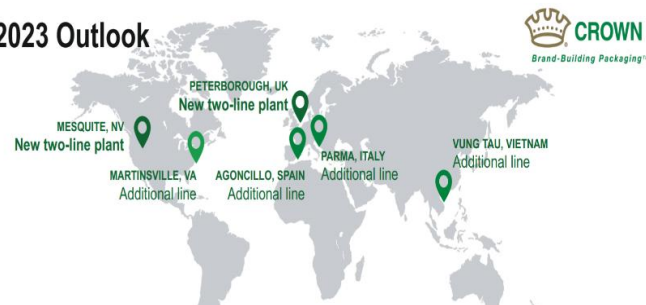 2023 Outlook
CROWN
Brand-Building Packaging™
PETERBOROUGH, UK
New two-line plant
MESQUITE, NV
New two-line plant
MARTINSVILLE, VA
Additional line
AGONCILLO, SPAIN
Additional line
PARMA, ITALY
Additional line
VUNG TAU, VIETNAM
Additional line